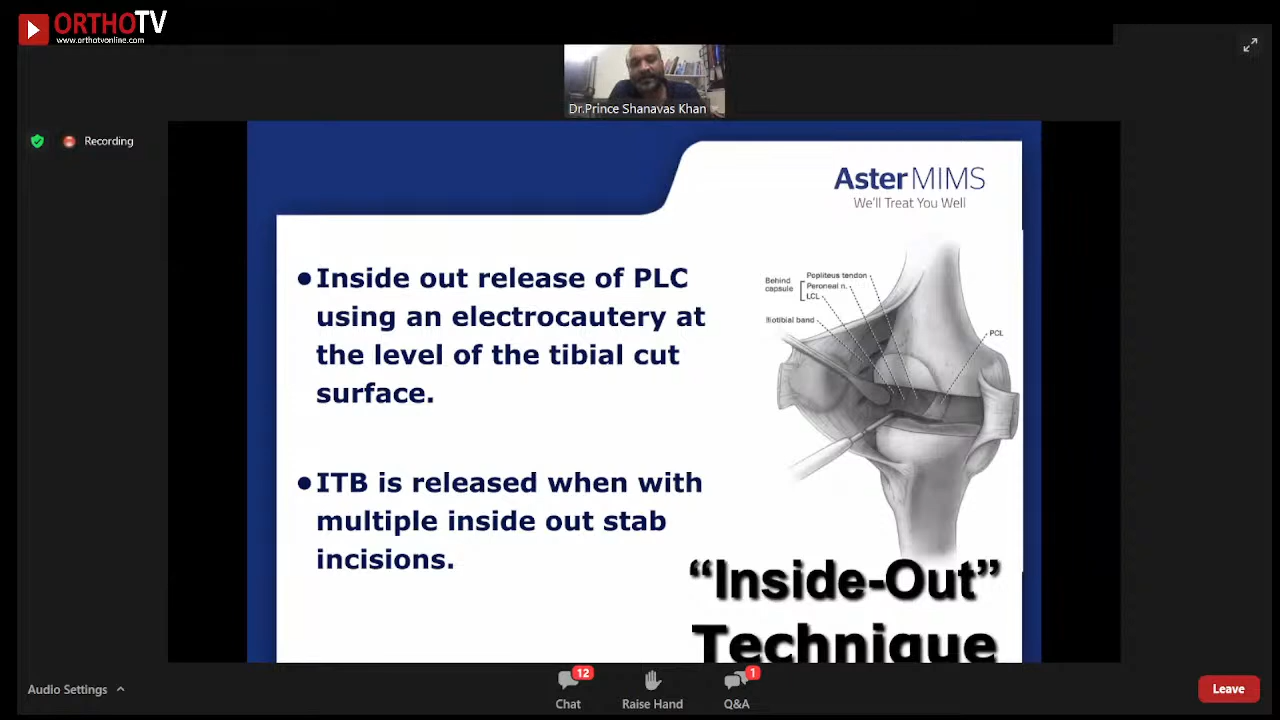 ORTHOTV
www.orthotvonline.com
Dr.Prince Shanavas Khan
Recording
AsterMIMS
We'll Treat You Well
•Inside out release of PLC
using an electrocautery at
the level of the tibial cut
surface.
•ITB is released when with
multiple inside out stab
incisions.
Behind
capsule
Popliteus tendon
Peroneal n.
LCL
Iliotibial band
PCL
“Inside-Out”
Technique
Audio Settings
12
Chat
Raise Hand
1
Q&A
Leave